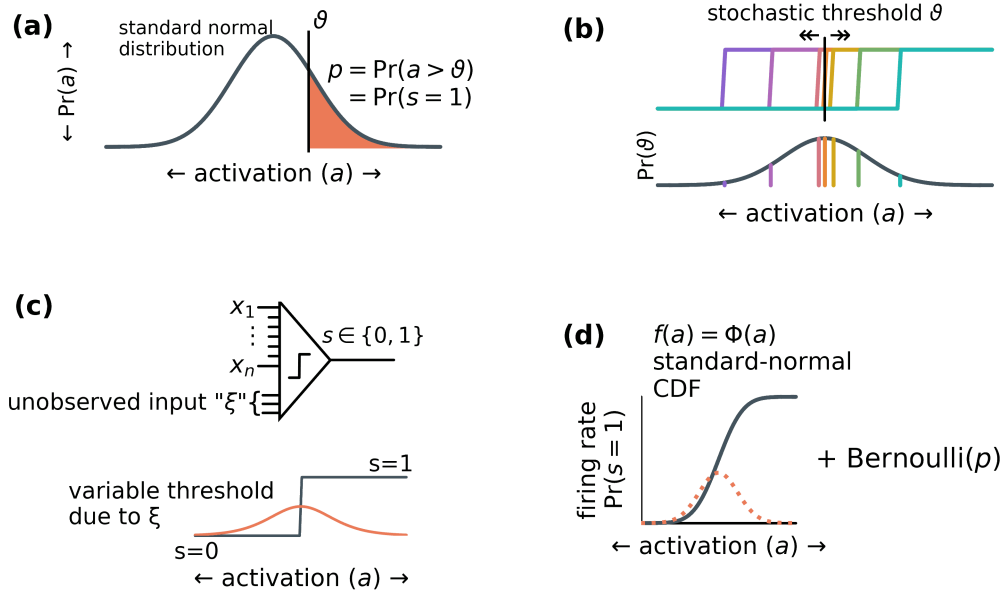 (a)
standard normal
distribution
ϑ
p = Pr(a > ϑ)
= Pr(s = 1)
← Pr(a) →
← activation (a) →
(b)
stochastic threshold ϑ
↞ ↠
Pr(ϑ)
← activation (a) →
(c)
x₁
⋮
xₙ
s ∈ {0, 1}
unobserved input "ξ"{
s=1
variable threshold
due to ξ
s=0
← activation (a) →
(d)
f(a) = Φ(a)
standard-normal
CDF
firing rate
Pr(s = 1)
+ Bernoulli(p)
← activation (a) →